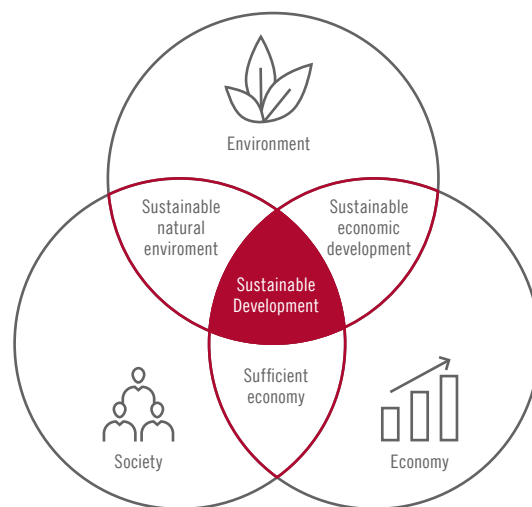 Environment
Sustainable
natural
enviroment
Sustainable
economic
development
Sustainable
Development
Sufficient
economy
Society
Economy